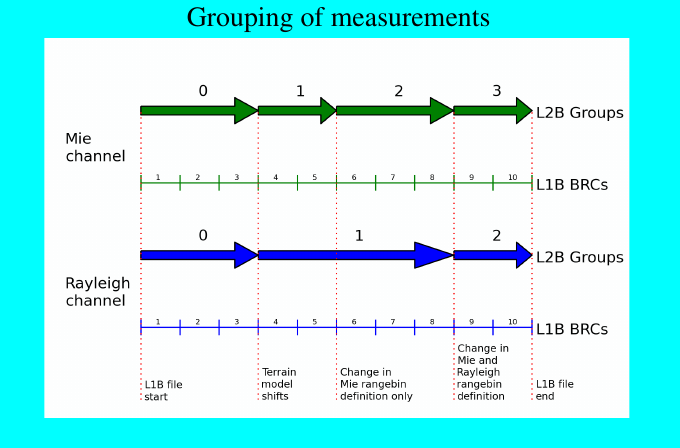 Grouping of measurements
0 1 2 3
L2B Groups
Mie
channel
1 2 3 4 5 6 7 8 9 10
L1B BRCs
0 1 2
L2B Groups
Rayleigh
channel
1 2 3 4 5 6 7 8 9 10
L1B BRCs
L1B file
start
Terrain
model
shifts
Change in
Mie rangebin
definition only
Change in
Mie and
Rayleigh
rangebin
definition
L1B file
end